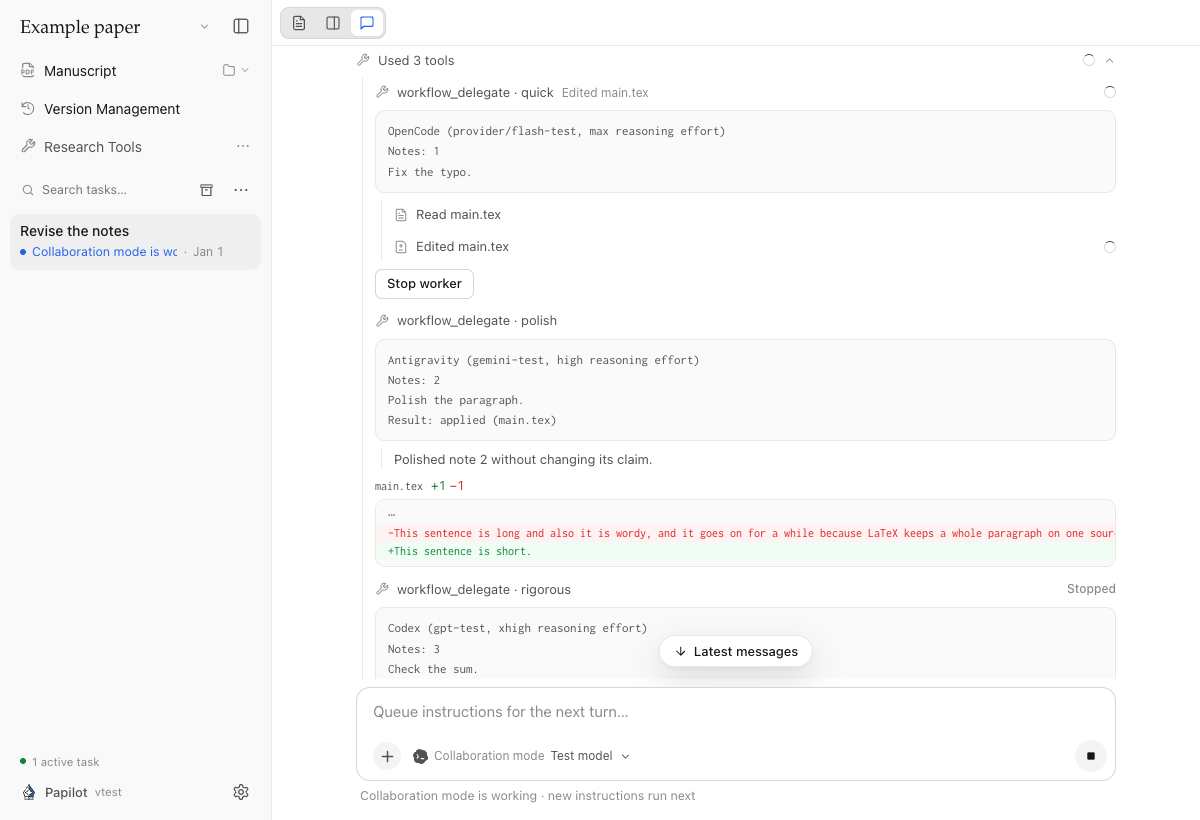 Example paper
Manuscript
Version Management
Research Tools
Search tasks...
Revise the notes
Collaboration mode is wo · Jan 1
1 active task
Papilot vtest
Used 3 tools
workflow_delegate · quick Edited main.tex
OpenCode (provider/flash-test, max reasoning effort)
Notes: 1
Fix the typo.
Read main.tex
Edited main.tex
Stop worker
workflow_delegate · polish
Antigravity (gemini-test, high reasoning effort)
Notes: 2
Polish the paragraph.
Result: applied (main.tex)
Polished note 2 without changing its claim.
main.tex +1 −1
…
-This sentence is long and also it is wordy, and it goes on for a while because LaTeX keeps a whole paragraph on one sour
+This sentence is short.
workflow_delegate · rigorous Stopped
Codex (gpt-test, xhigh reasoning effort)
Notes: 3
Check the sum.
Latest messages
Queue instructions for the next turn...
Collaboration mode Test model
Collaboration mode is working · new instructions run next